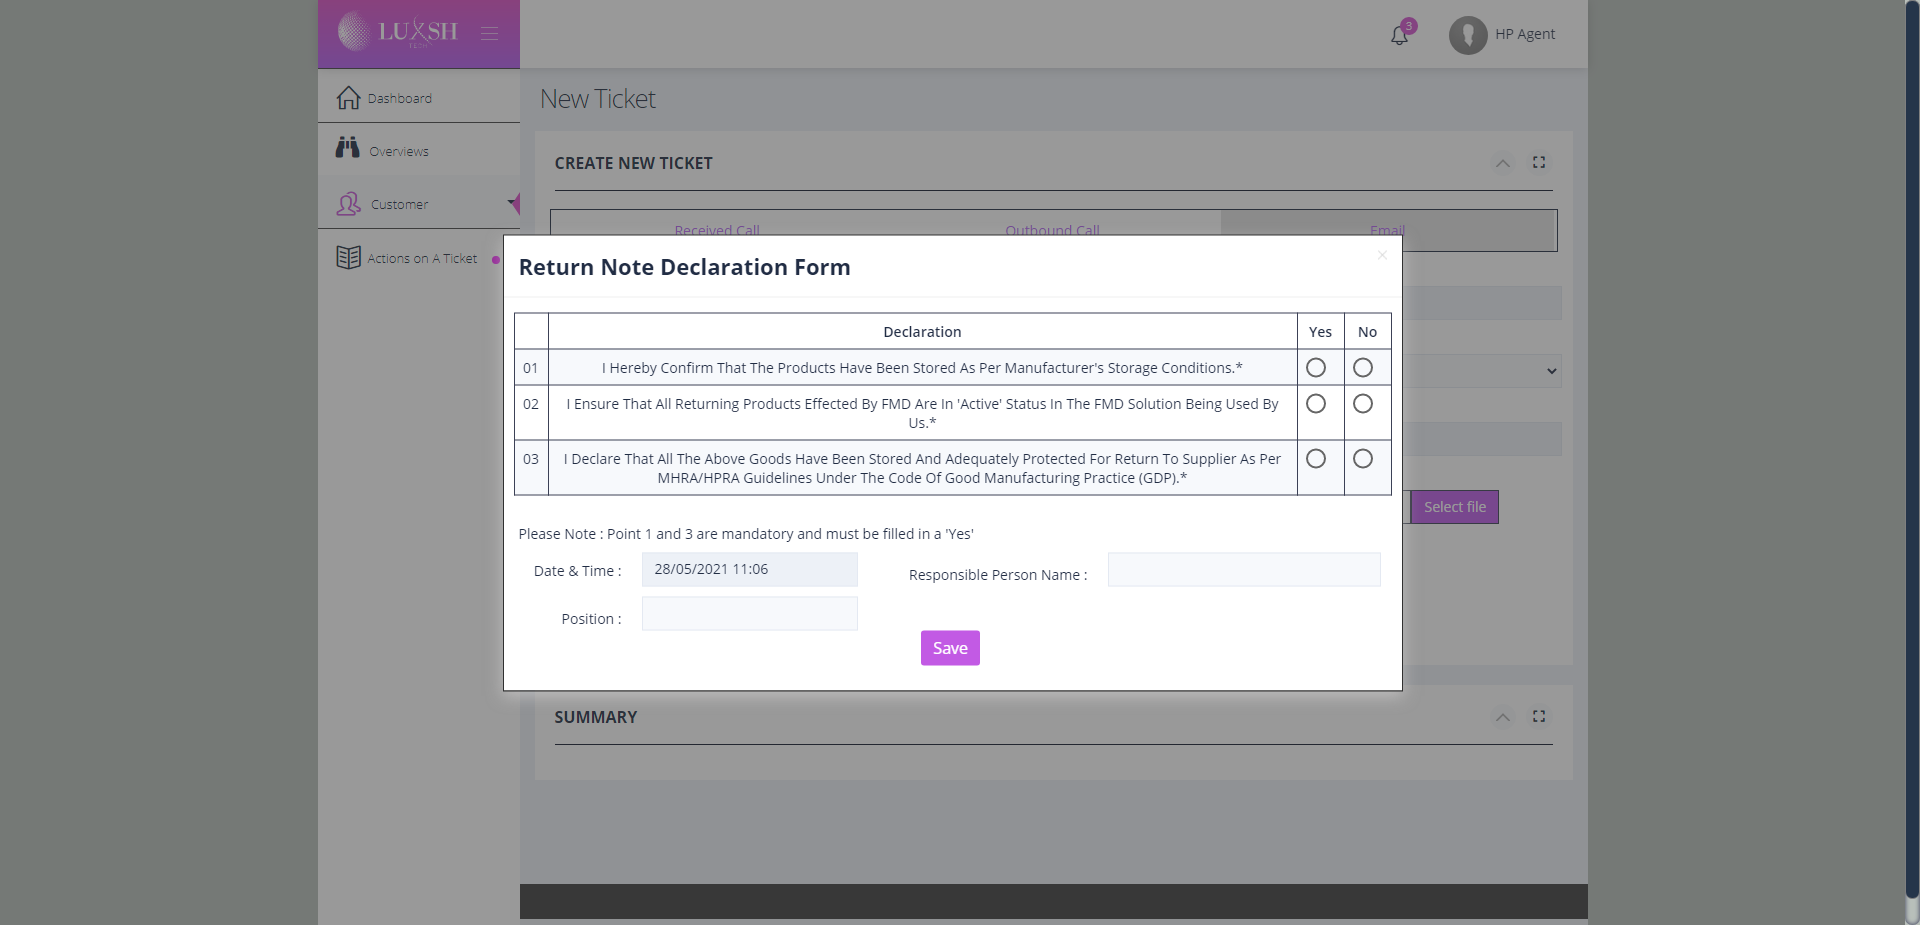 LUXSH
3
HP Agent
Dashboard
Overviews
Customer
Actions on A Ticket
New Ticket
CREATE NEW TICKET
Received Call
Outbound Call
Email
Return Note Declaration Form
×
Declaration
Yes
No
01
I Hereby Confirm That The Products Have Been Stored As Per Manufacturer's Storage Conditions.*
02
I Ensure That All Returning Products Effected By FMD Are In 'Active' Status In The FMD Solution Being Used By
Us.*
03
I Declare That All The Above Goods Have Been Stored And Adequately Protected For Return To Supplier As Per
MHRA/HPRA Guidelines Under The Code Of Good Manufacturing Practice (GDP).*
Select file
Please Note : Point 1 and 3 are mandatory and must be filled in a 'Yes'
Date & Time :
28/05/2021 11:06
Responsible Person Name :
Position :
Save
SUMMARY